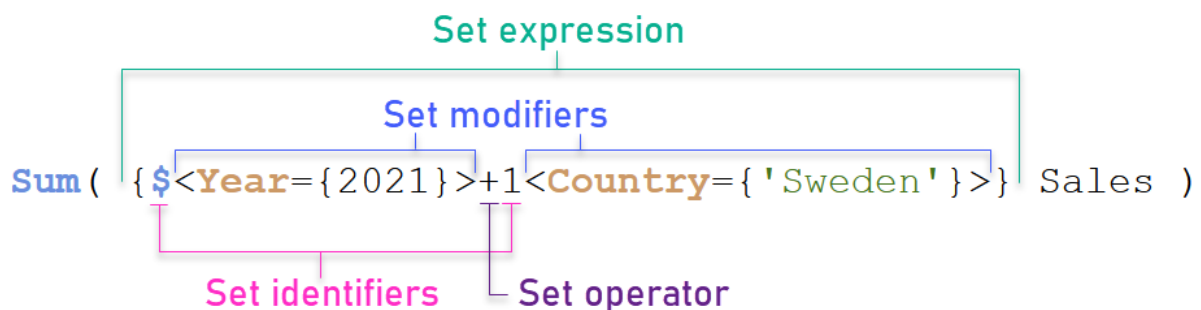 Set expression
Set modifiers
Sum( {$<Year={2021}>+1<Country={'Sweden'}>} Sales )
Set identifiers
Set operator